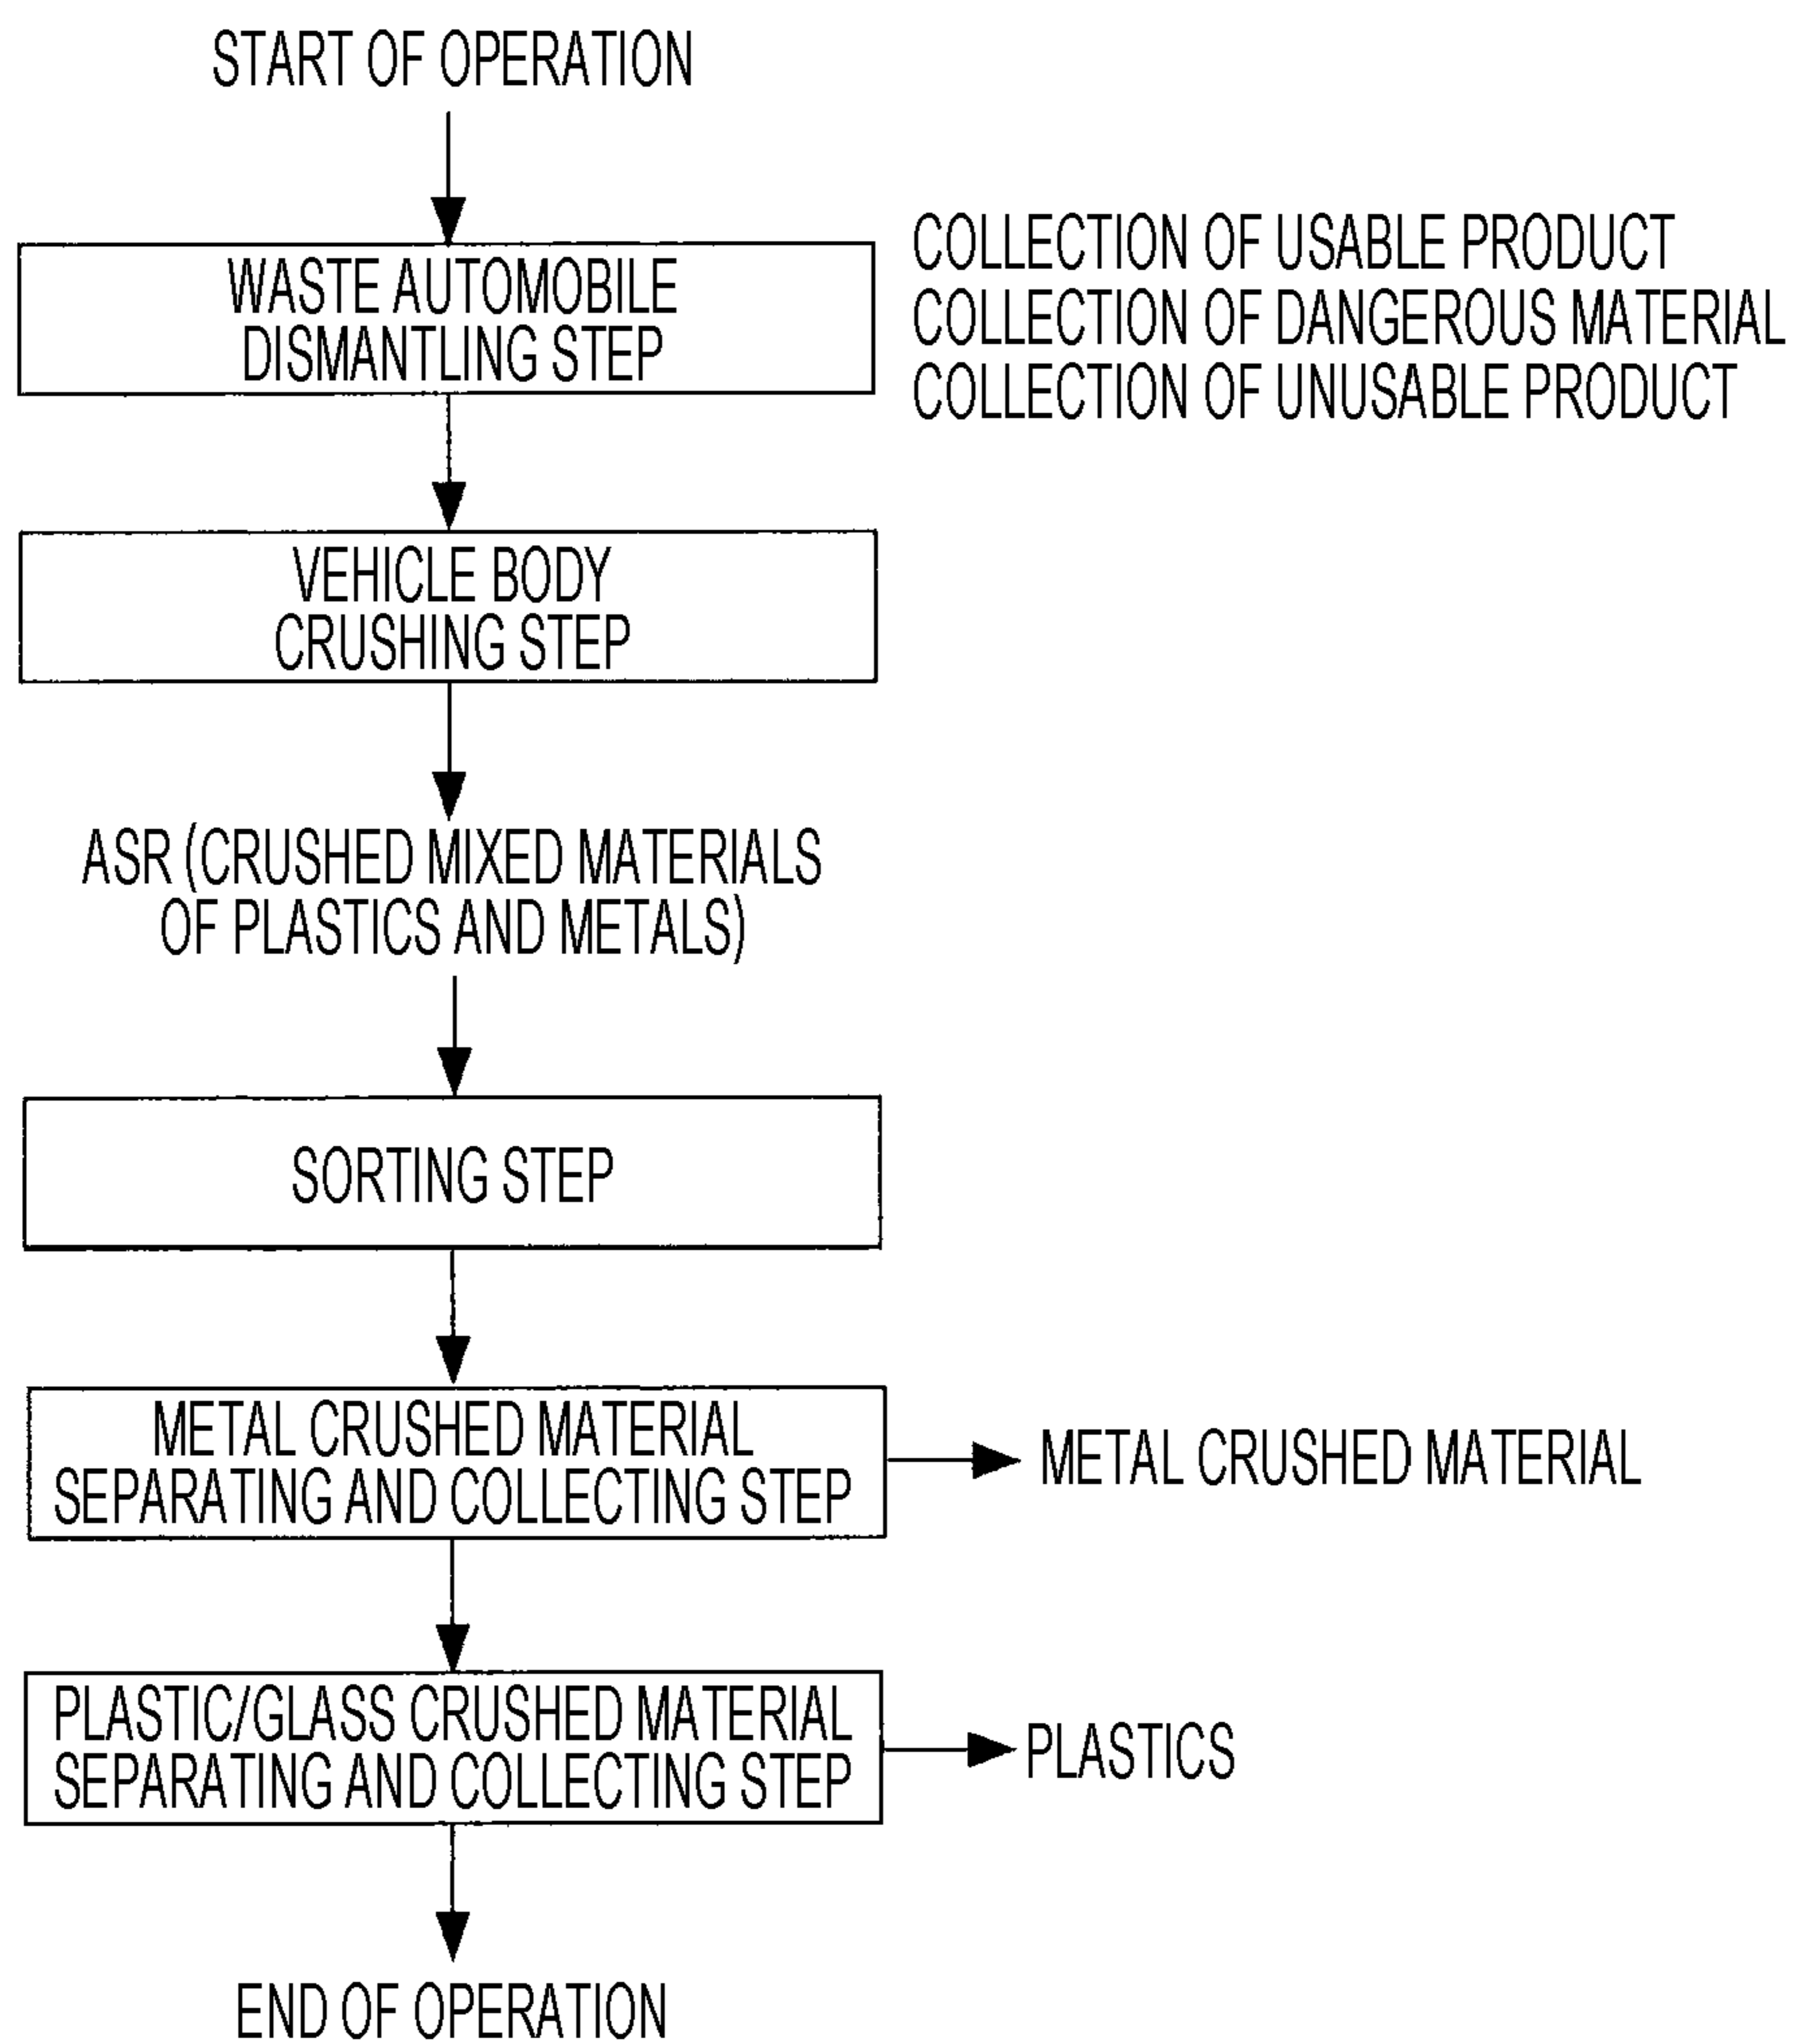 START OF OPERATION
WASTE AUTOMOBILE
DISMANTLING STEP
COLLECTION OF USABLE PRODUCT
COLLECTION OF DANGEROUS MATERIAL
COLLECTION OF UNUSABLE PRODUCT
VEHICLE BODY
CRUSHING STEP
ASR (CRUSHED MIXED MATERIALS
OF PLASTICS AND METALS)
SORTING STEP
METAL CRUSHED MATERIAL
SEPARATING AND COLLECTING STEP
METAL CRUSHED MATERIAL
PLASTIC/GLASS CRUSHED MATERIAL
SEPARATING AND COLLECTING STEP
PLASTICS
END OF OPERATION